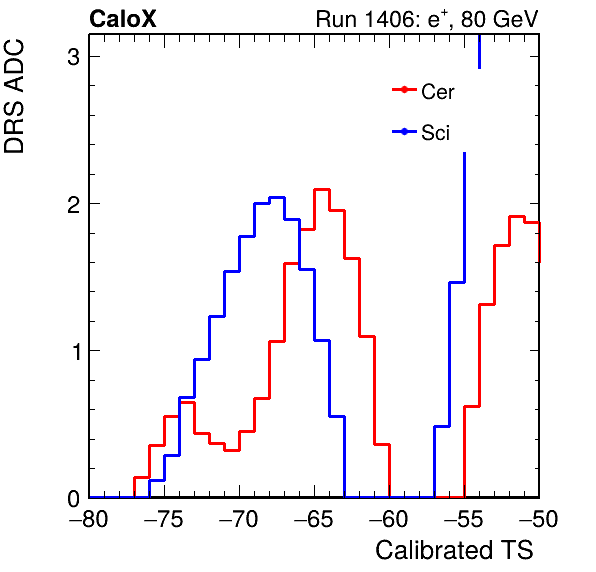 CaloX Run 1406: e⁺, 80 GeV
DRS ADC
3
2
1
0
Cer
Sci
−80 −75 −70 −65 −60 −55 −50
Calibrated TS